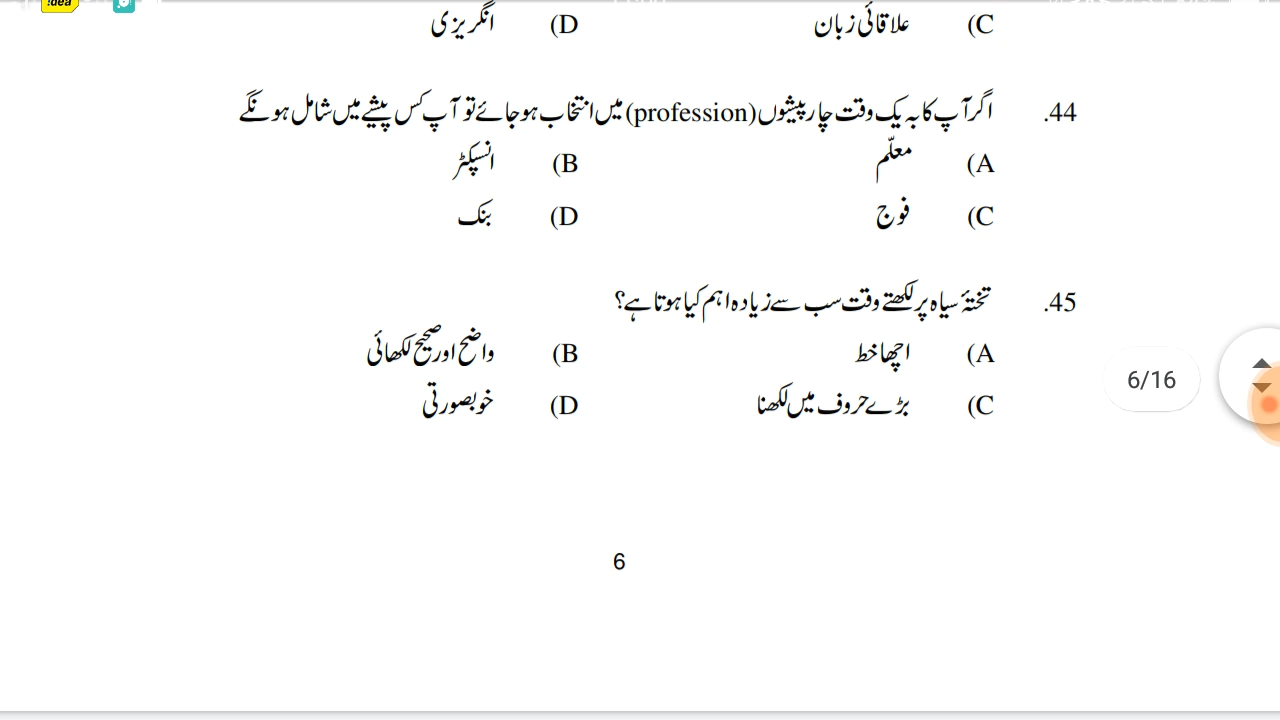 !dea
C) علاقائی زبان D) انگریزی
44. اگر آپ کا بہ یک وقت چار پیشوں (profession) میں انتخاب ہو جائے تو آپ کس پیشے میں شامل ہونگے
A) معلّم B) انسپکٹر
C) فوج D) بنک
45. تختۂ سیاہ پر لکھتے وقت سب سے زیادہ اہم کیا ہوتا ہے؟
A) اچھا خط B) واضح اور صحیح لکھائی
6/16
C) بڑے حروف میں لکھنا D) خوبصورتی
6